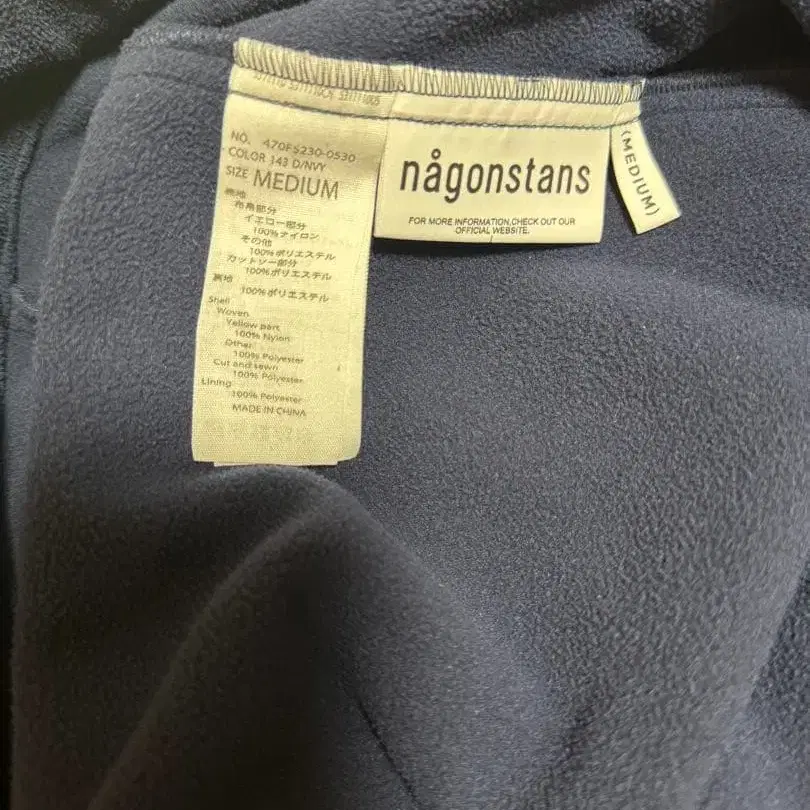 NO. 470FS230-0530
COLOR 143 D/NVY
SIZE MEDIUM
表地
布帛部分
イエロー部分
100%ナイロン
その他
100%ポリエステル
カットソー部分
100%ポリエステル
裏地
100%ポリエステル
Shell
Woven
Yellow part
100% Nylon
Other
100% Polyester
Cut and sewn
100% Polyester
Lining
100% Polyester
MADE IN CHINA
någonstans
FOR MORE INFORMATION,CHECK OUT OUR
OFFICIAL WEBSITE.
(MEDIUM)